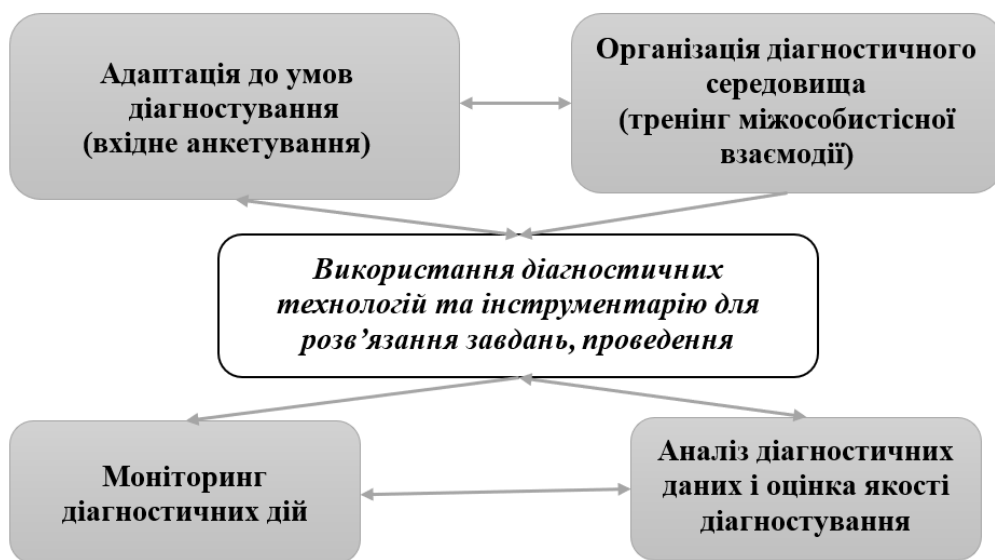 Адаптація до умов
діагностування
(вхідне анкетування)
Організація діагностичного
середовища
(тренінг міжособистісної
взаємодії)
Використання діагностичних
технологій та інструментарію для
розв’язання завдань, проведення
Моніторинг
діагностичних дій
Аналіз діагностичних
даних і оцінка якості
діагностування